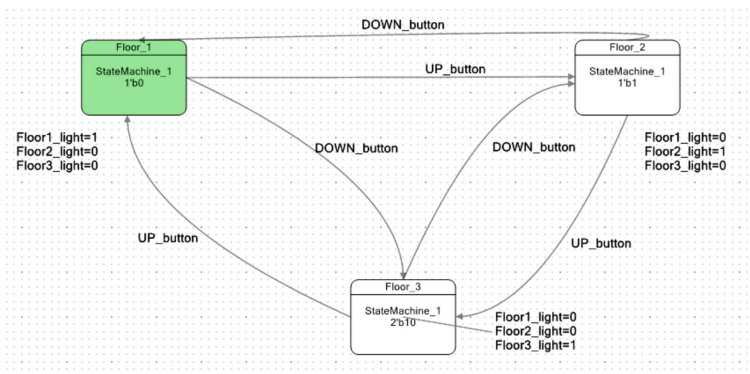 DOWN_button
Floor_1
StateMachine_1
1'b0
Floor_2
StateMachine_1
1'b1
UP_button
Floor1_light=1
Floor2_light=0
Floor3_light=0
DOWN_button
DOWN_button
Floor1_light=0
Floor2_light=1
Floor3_light=0
UP_button
UP_button
Floor_3
StateMachine_1
2'b10
Floor1_light=0
Floor2_light=0
Floor3_light=1